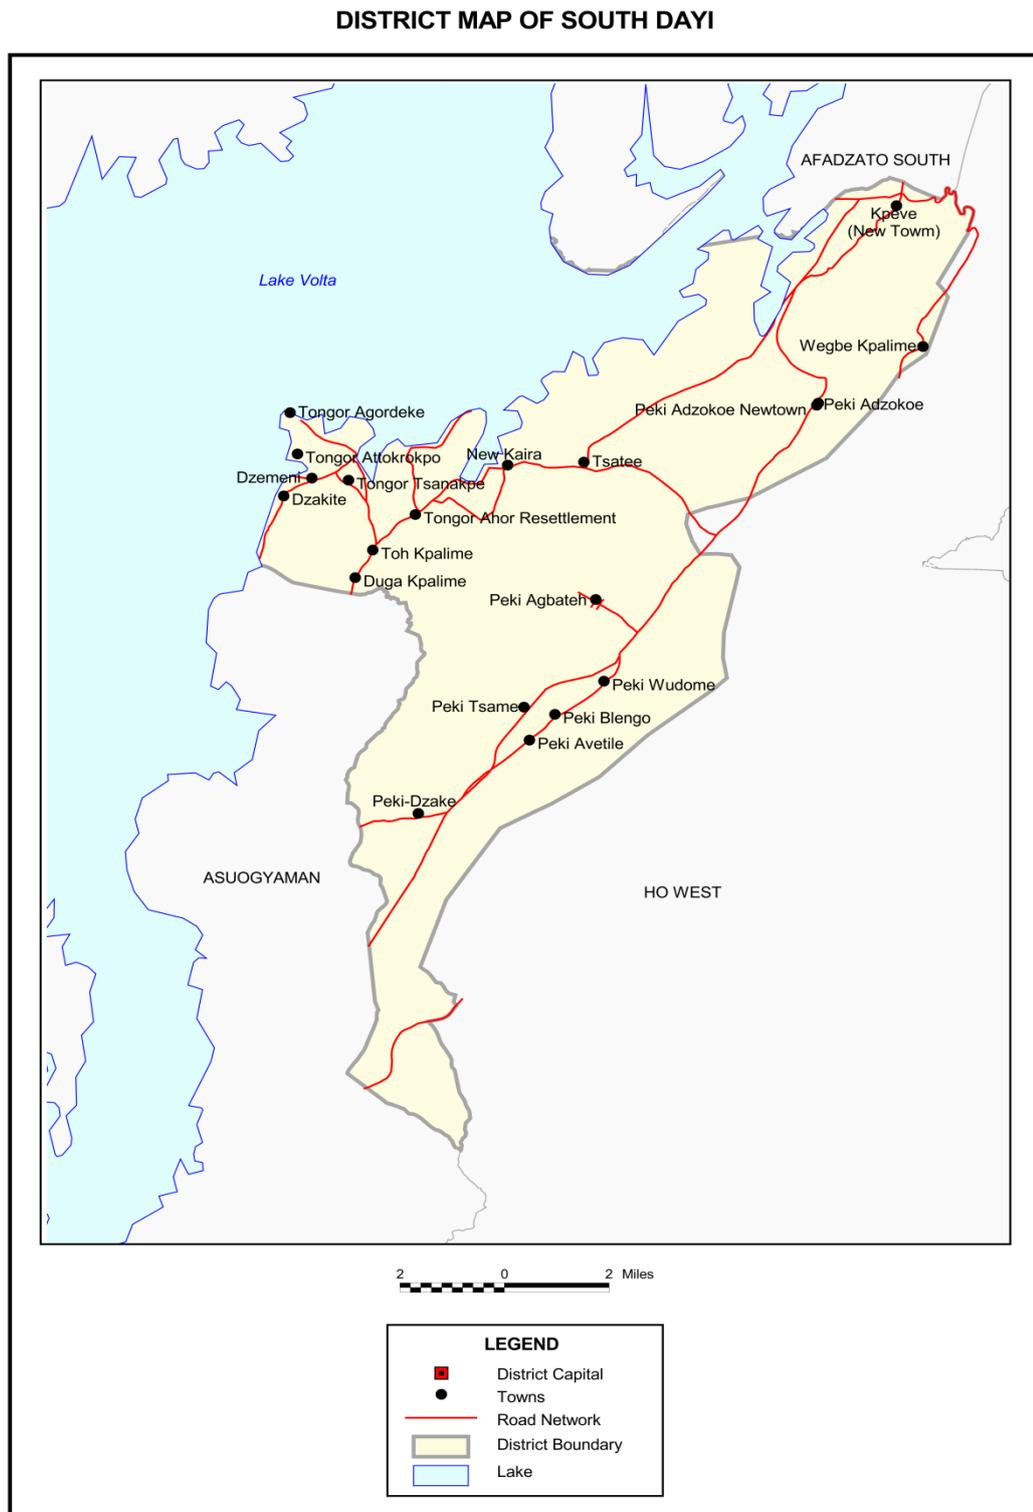 DISTRICT MAP OF SOUTH DAYI
AFADZATO SOUTH
Kpeve
(New Towm)
Lake Volta
Wegbe Kpalime
Peki Adzokoe Newtown
Peki Adzokoe
Tongor Agordeke
Tongor Attokrokpo
New Kaira
Tsatee
Dzemeni
Tongor Tsanakpe
Dzakite
Tongor Ahor Resettlement
Toh Kpalime
Duga Kpalime
Peki Agbateh
Peki Wudome
Peki Tsame
Peki Blengo
Peki Avetile
Peki-Dzake
ASUOGYAMAN
HO WEST
2 0 2 Miles
LEGEND
District Capital
Towns
Road Network
District Boundary
Lake